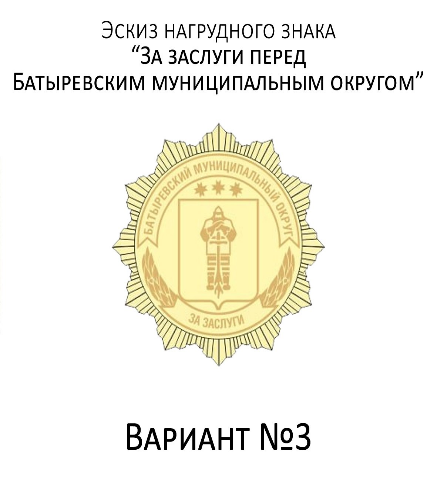 Эскиз нагрудного знака
“За заслуги перед
Батыревским муниципальным округом”
БАТЫРЕВСКИЙ МУНИЦИПАЛЬНЫЙ ОКРУГ
ЗА ЗАСЛУГИ
Вариант №3